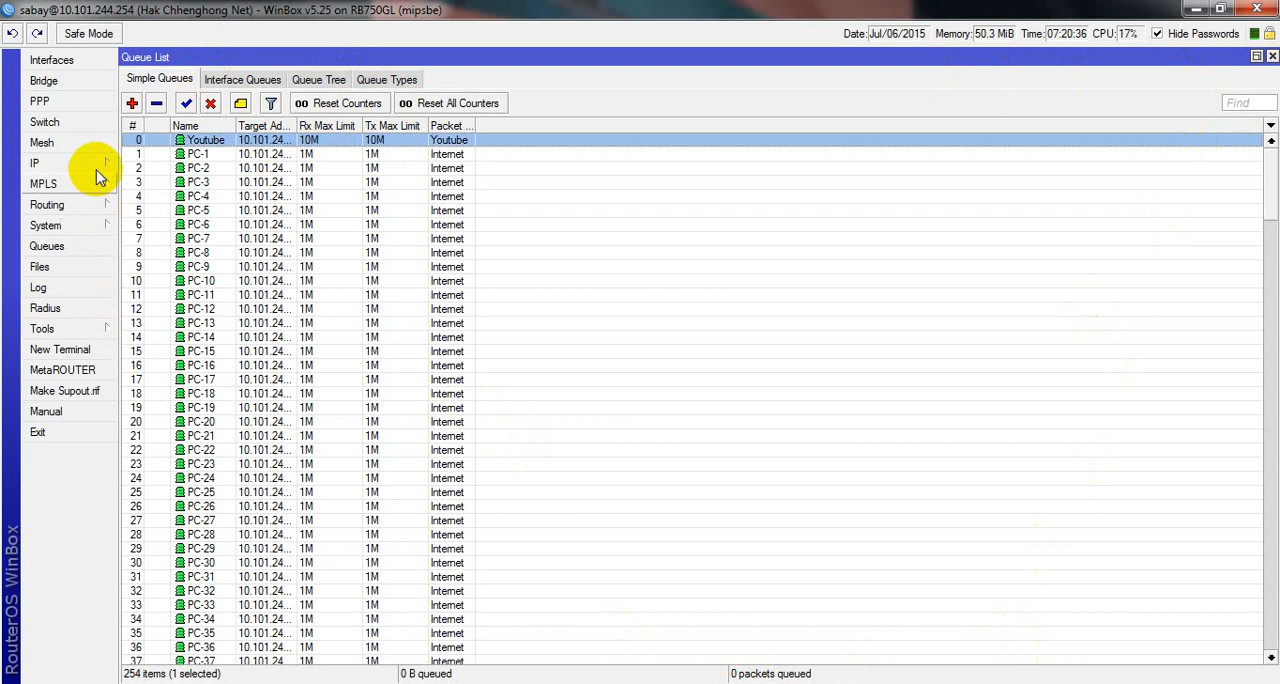 sabay@10.101.244.254 (Hak Chhenghong Net) - WinBox v5.25 on RB750GL (mipsbe)
Safe Mode Date: Jul/06/2015 Memory: 50.3 MiB Time: 07:20:36 CPU: 17% Hide Passwords
Interfaces
Bridge
PPP
Switch
Mesh
IP
MPLS
Routing
System
Queues
Files
Log
Radius
Tools
New Terminal
MetaROUTER
Make Supout.rif
Manual
Exit
RouterOS WinBox
Queue List
Simple Queues Interface Queues Queue Tree Queue Types
00 Reset Counters 00 Reset All Counters Find
# Name Target Ad... Rx Max Limit Tx Max Limit Packet ...
0 Youtube 10.101.24... 10M 10M Youtube
1 PC-1 10.101.24... 1M 1M Internet
2 PC-2 10.101.24... 1M 1M Internet
3 PC-3 10.101.24... 1M 1M Internet
4 PC-4 10.101.24... 1M 1M Internet
5 PC-5 10.101.24... 1M 1M Internet
6 PC-6 10.101.24... 1M 1M Internet
7 PC-7 10.101.24... 1M 1M Internet
8 PC-8 10.101.24... 1M 1M Internet
9 PC-9 10.101.24... 1M 1M Internet
10 PC-10 10.101.24... 1M 1M Internet
11 PC-11 10.101.24... 1M 1M Internet
12 PC-12 10.101.24... 1M 1M Internet
13 PC-13 10.101.24... 1M 1M Internet
14 PC-14 10.101.24... 1M 1M Internet
15 PC-15 10.101.24... 1M 1M Internet
16 PC-16 10.101.24... 1M 1M Internet
17 PC-17 10.101.24... 1M 1M Internet
18 PC-18 10.101.24... 1M 1M Internet
19 PC-19 10.101.24... 1M 1M Internet
20 PC-20 10.101.24... 1M 1M Internet
21 PC-21 10.101.24... 1M 1M Internet
22 PC-22 10.101.24... 1M 1M Internet
23 PC-23 10.101.24... 1M 1M Internet
24 PC-24 10.101.24... 1M 1M Internet
25 PC-25 10.101.24... 1M 1M Internet
26 PC-26 10.101.24... 1M 1M Internet
27 PC-27 10.101.24... 1M 1M Internet
28 PC-28 10.101.24... 1M 1M Internet
29 PC-29 10.101.24... 1M 1M Internet
30 PC-30 10.101.24... 1M 1M Internet
31 PC-31 10.101.24... 1M 1M Internet
32 PC-32 10.101.24... 1M 1M Internet
33 PC-33 10.101.24... 1M 1M Internet
34 PC-34 10.101.24... 1M 1M Internet
35 PC-35 10.101.24... 1M 1M Internet
36 PC-36 10.101.24... 1M 1M Internet
37 PC-37 10.101.24 1M 1M Internet
254 items (1 selected) 0 B queued 0 packets queued